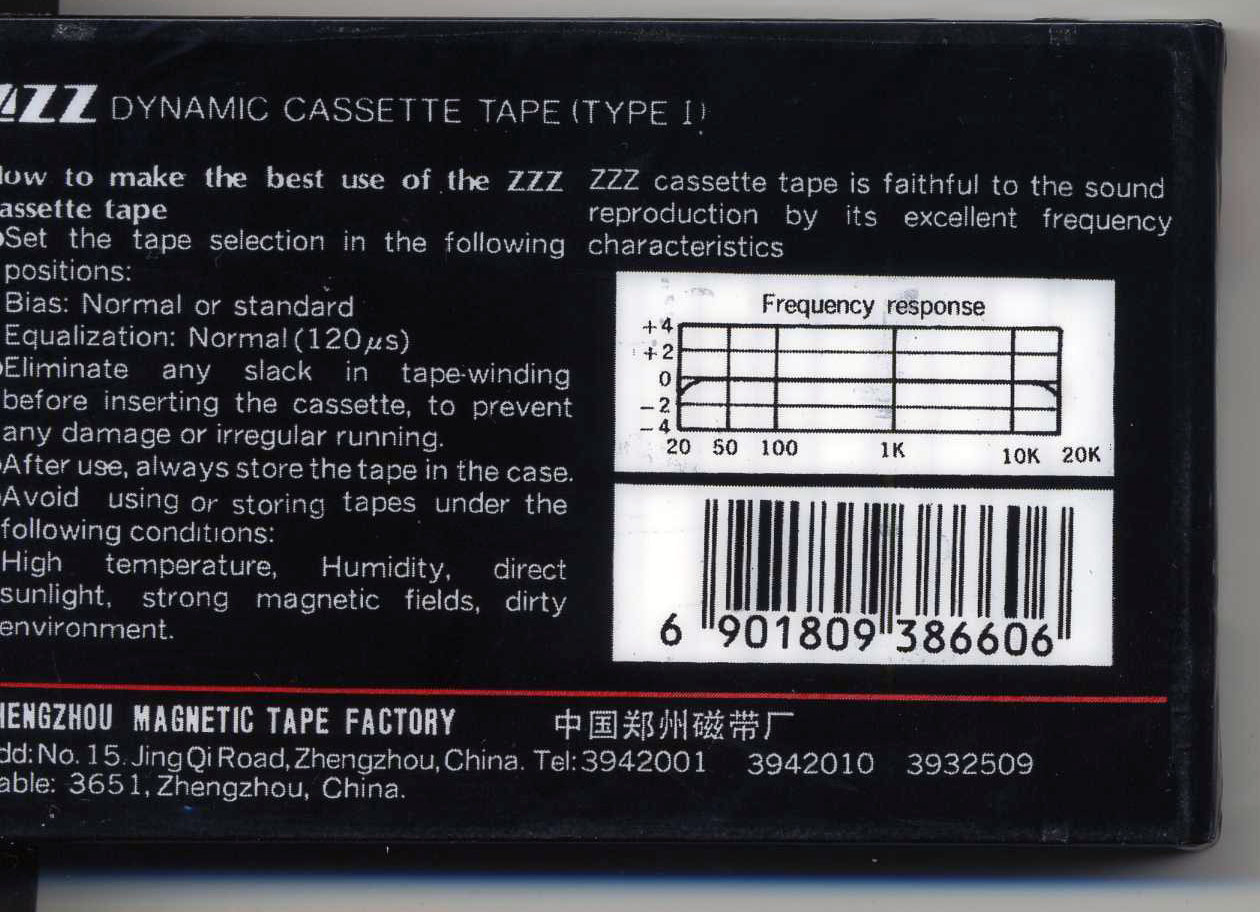 ZZZ DYNAMIC CASSETTE TAPE (TYPE I)
low to make the best use of the ZZZ
assette tape
Set the tape selection in the following
positions:
Bias: Normal or standard
Equalization: Normal (120μs)
Eliminate any slack in tape-winding
before inserting the cassette, to prevent
any damage or irregular running.
After use, always store the tape in the case.
Avoid using or storing tapes under the
following conditions:
High temperature, Humidity, direct
sunlight, strong magnetic fields, dirty
environment.
ZZZ cassette tape is faithful to the sound
reproduction by its excellent frequency
characteristics
Frequency response
+4
+2
0
−2
−4
20 50 100 1K 10K 20K
6 901809 386606
HENGZHOU MAGNETIC TAPE FACTORY 中国郑州磁带厂
dd: No. 15. Jing Qi Road, Zhengzhou, China. Tel: 3942001 3942010 3932509
able: 3651, Zhengzhou, China.